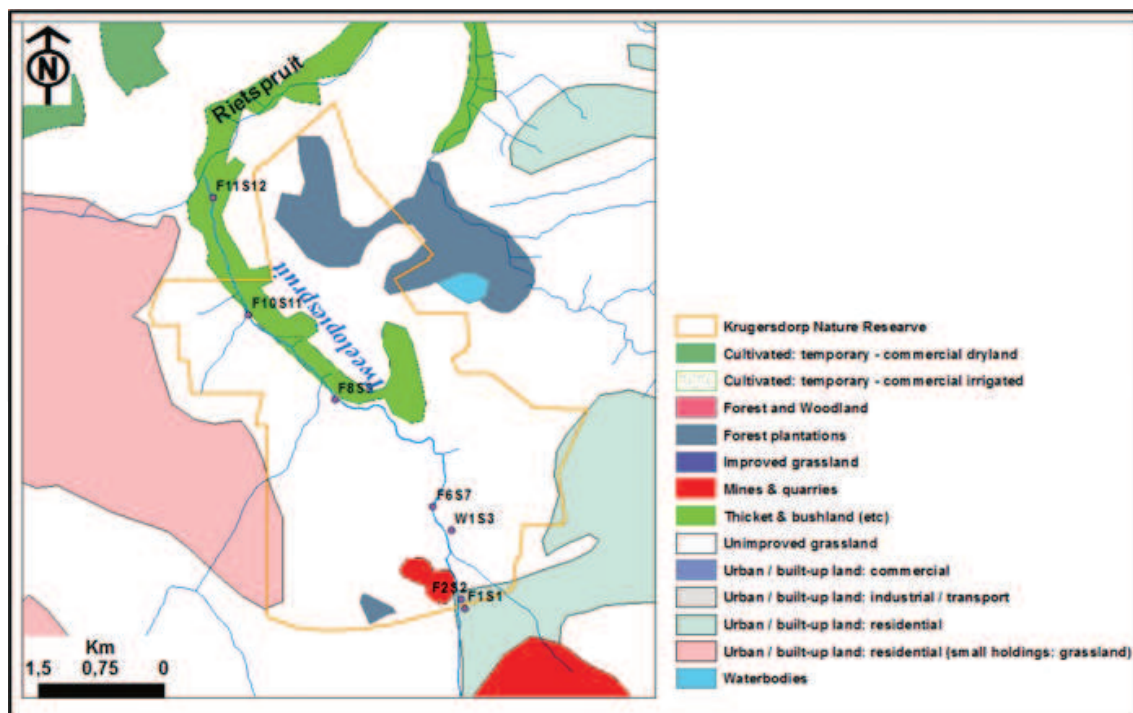 N
Rietspruit
F11S12
Tweelopiespruit
F10S11
F8S9
F6S7
W1S3
F2S2
F1S1
Km
1,5 0,75 0
Krugersdorp Nature Researve
Cultivated: temporary - commercial dryland
Cultivated: temporary - commercial irrigated
Forest and Woodland
Forest plantations
Improved grassland
Mines & quarries
Thicket & bushland (etc)
Unimproved grassland
Urban / built-up land: commercial
Urban / built-up land: industrial / transport
Urban / built-up land: residential
Urban / built-up land: residential (small holdings: grassland)
Waterbodies